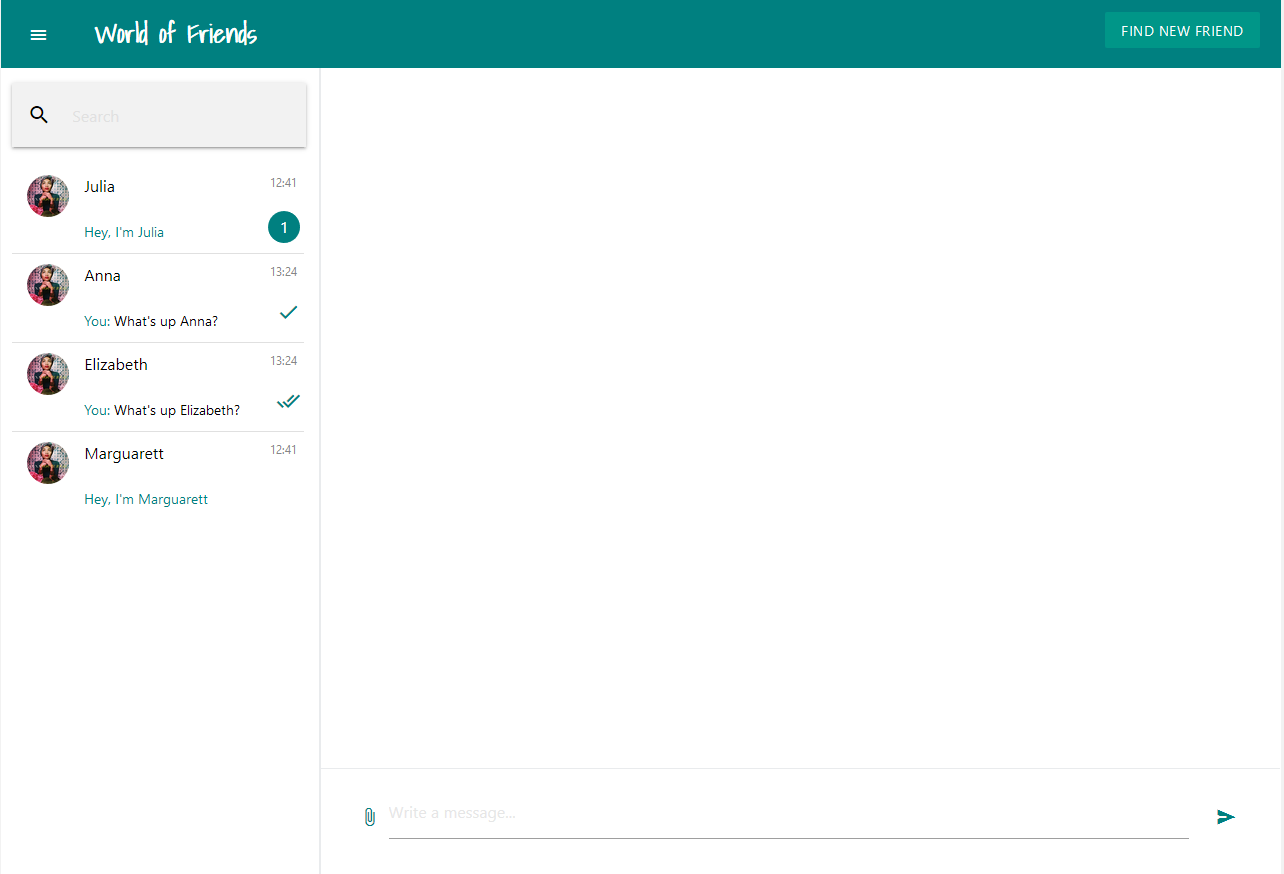 World of Friends
FIND NEW FRIEND
Search
Julia
12:41
Hey, I'm Julia
1
Anna
13:24
You: What's up Anna?
Elizabeth
13:24
You: What's up Elizabeth?
Marguarett
12:41
Hey, I'm Marguarett
Write a message...